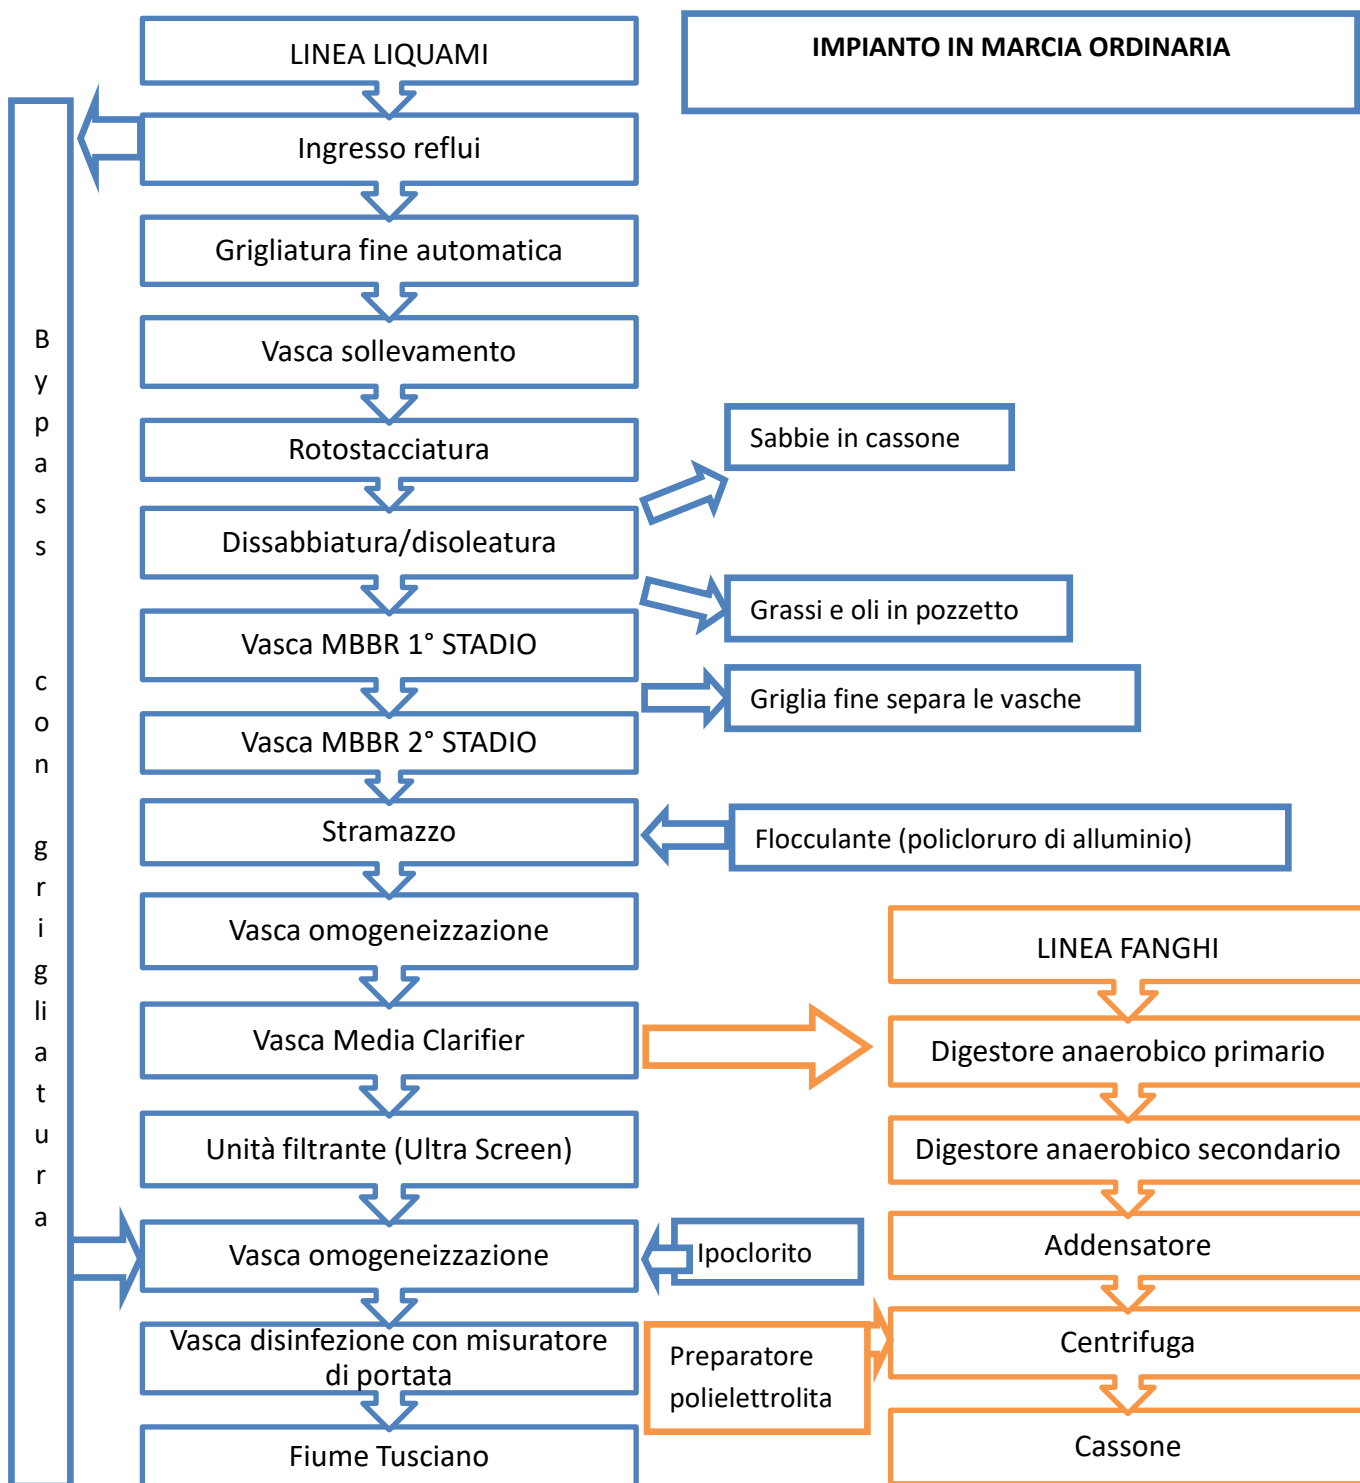 LINEA LIQUAMI
IMPIANTO IN MARCIA ORDINARIA
Ingresso reflui
Grigliatura fine automatica
Vasca sollevamento
Rotostacciatura
Sabbie in cassone
Dissabbiatura/disoleatura
Grassi e oli in pozzetto
Vasca MBBR 1° STADIO
Griglia fine separa le vasche
Vasca MBBR 2° STADIO
Stramazzo
Flocculante (policloruro di alluminio)
Vasca omogeneizzazione
Vasca Media Clarifier
Unità filtrante (Ultra Screen)
Vasca omogeneizzazione
Ipoclorito
Vasca disinfezione con misuratore
di portata
Fiume Tusciano
Bypass con grigliatura
LINEA FANGHI
Digestore anaerobico primario
Digestore anaerobico secondario
Addensatore
Centrifuga
Preparatore
polielettrolita
Cassone